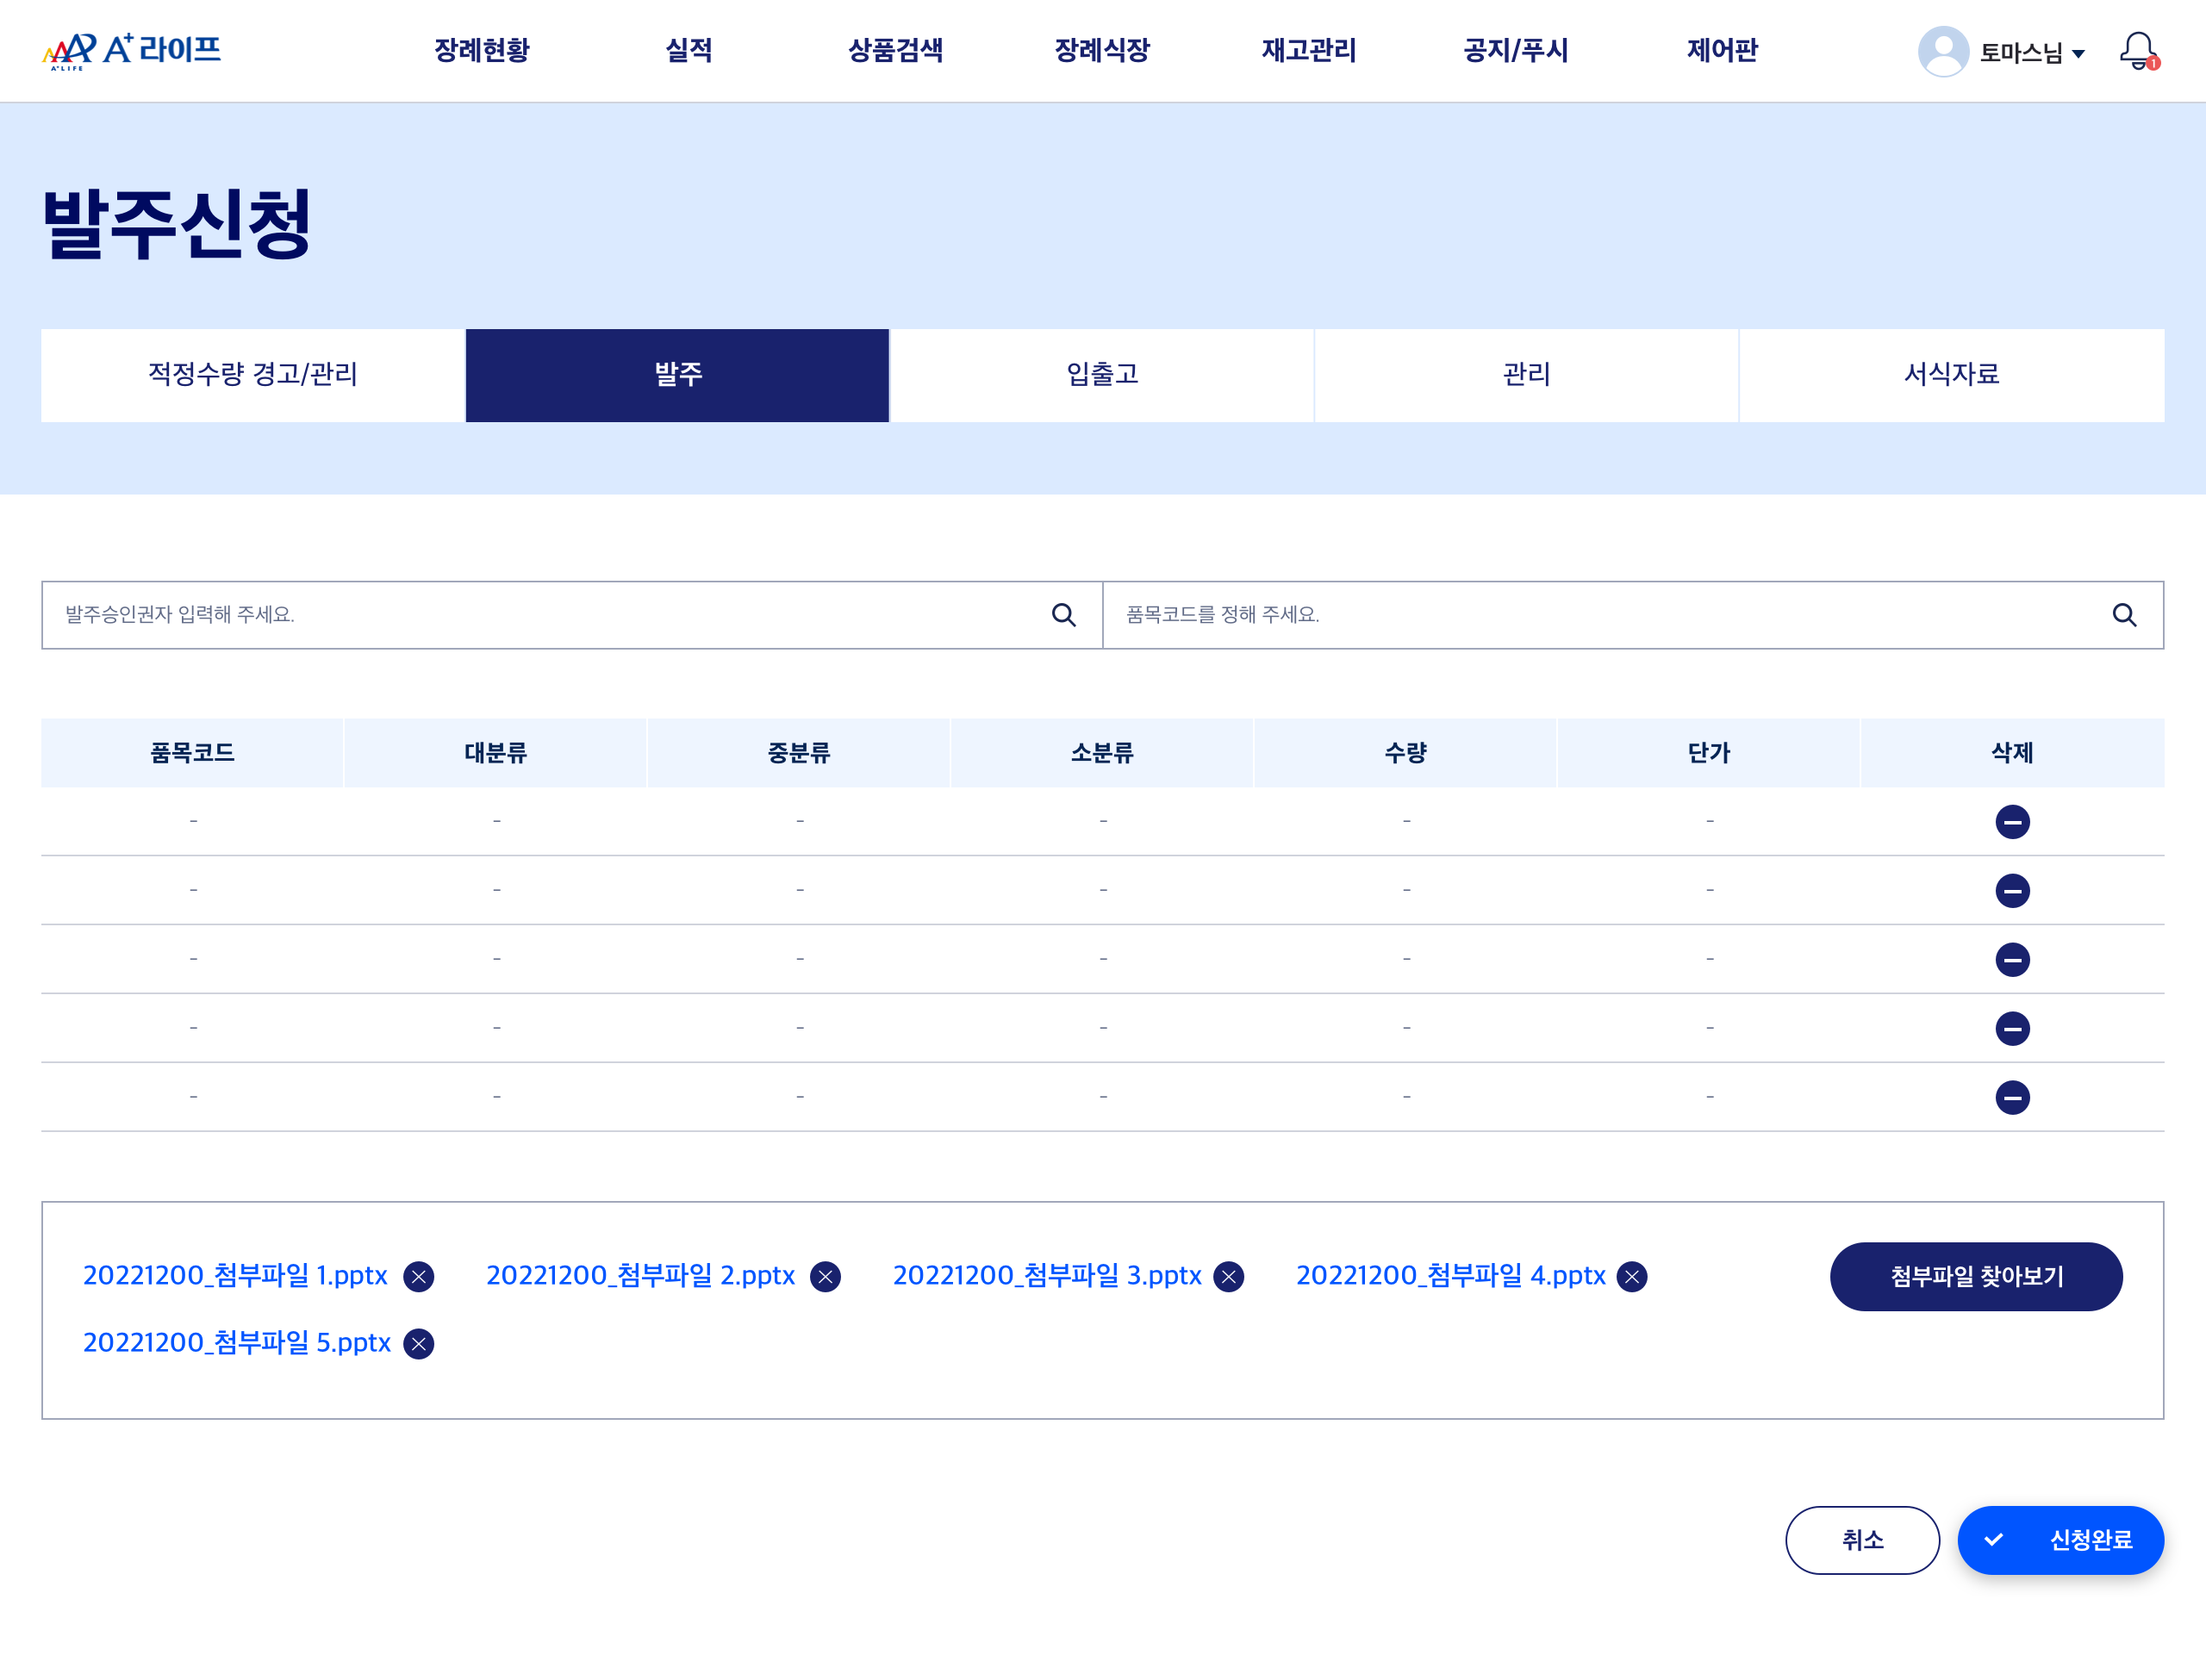 A+LIFE A+ 라이프 장례현황 실적 상품검색 장례식장 재고관리 공지/푸시 제어판 토마스님 1
발주신청
적정수량 경고/관리 발주 입출고 관리 서식자료
발주승인권자 입력해 주세요. 품목코드를 정해 주세요.
품목코드 대분류 중분류 소분류 수량 단가 삭제
- - - - - -
- - - - - -
- - - - - -
- - - - - -
- - - - - -
20221200_첨부파일 1.pptx 20221200_첨부파일 2.pptx 20221200_첨부파일 3.pptx 20221200_첨부파일 4.pptx 첨부파일 찾아보기
20221200_첨부파일 5.pptx
취소 신청완료